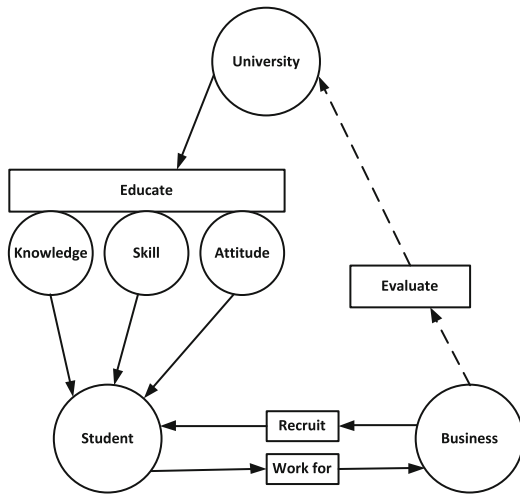 University
Educate
Knowledge
Skill
Attitude
Evaluate
Student
Recruit
Business
Work for